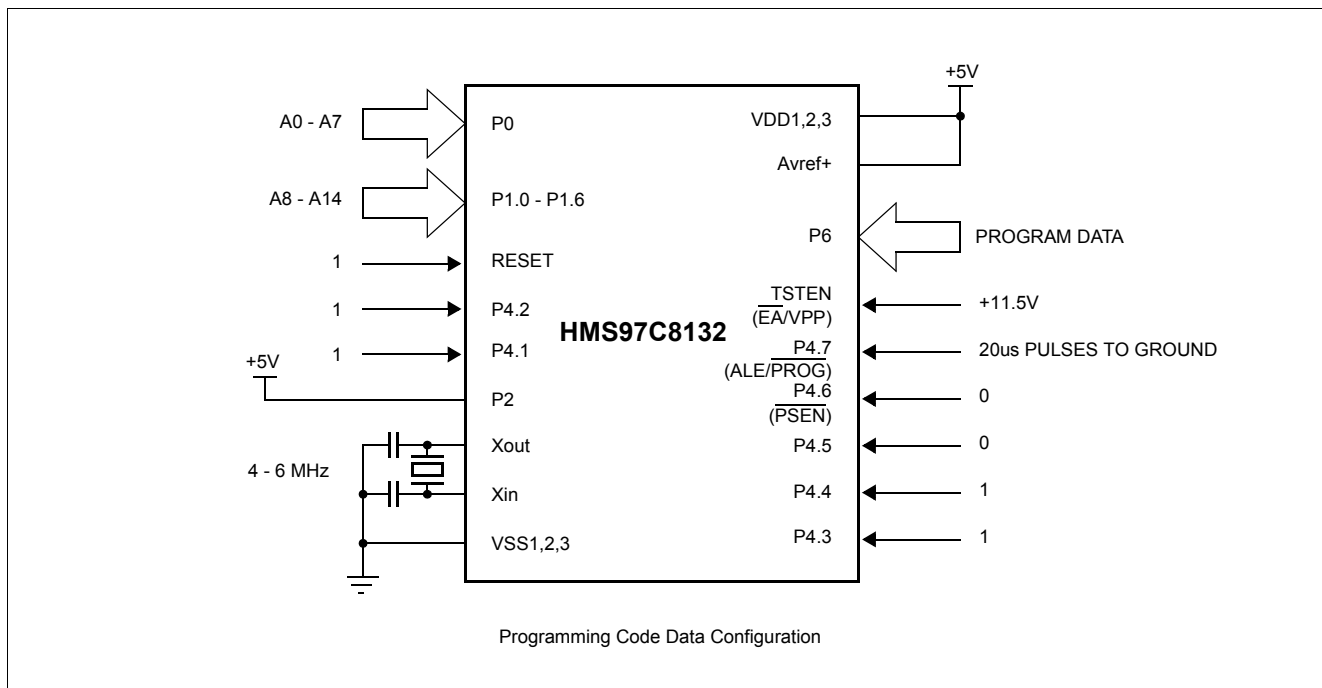 +5V
A0 - A7
P0
VDD1,2,3
Avref+
A8 - A14
P1.0 - P1.6
P6
PROGRAM DATA
1
RESET
TSTEN
(EA/VPP)
+11.5V
1
P4.2
HMS97C8132
1
P4.1
P4.7
(ALE/PROG)
20us PULSES TO GROUND
+5V
P2
P4.6
(PSEN)
0
Xout
P4.5
0
4 - 6 MHz
Xin
P4.4
1
VSS1,2,3
P4.3
1
Programming Code Data Configuration